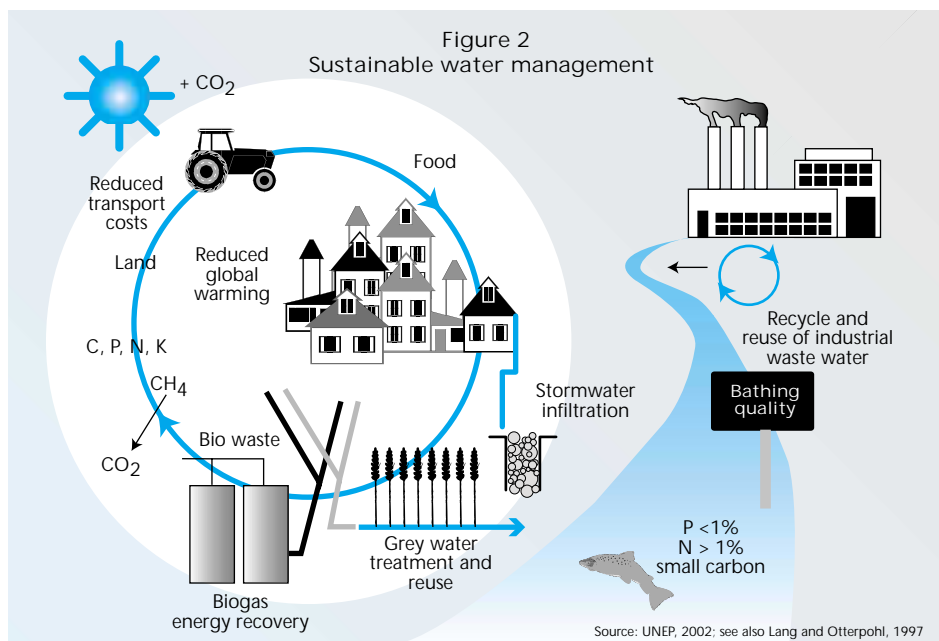 Figure 2
Sustainable water management
+ CO2
Food
Reduced
transport
costs
Land
Reduced
global
warming
C, P, N, K
CH4
CO2
Bio waste
Biogas
energy recovery
Grey water
treatment and
reuse
Stormwater
infiltration
Recycle and
reuse of industrial
waste water
Bathing
quality
P <1%
N > 1%
small carbon
Source: UNEP, 2002; see also Lang and Otterpohl, 1997